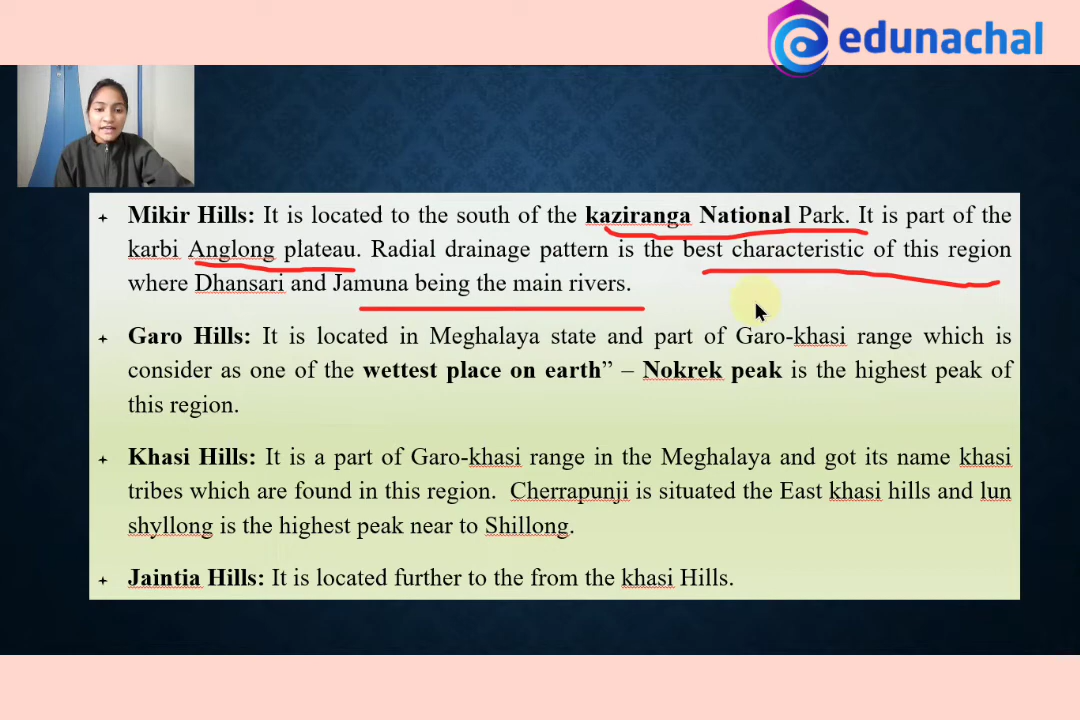 edunachal
Mikir Hills: It is located to the south of the kaziranga National Park. It is part of the
karbi Anglong plateau. Radial drainage pattern is the best characteristic of this region
where Dhansari and Jamuna being the main rivers.
Garo Hills: It is located in Meghalaya state and part of Garo-khasi range which is
consider as one of the wettest place on earth” – Nokrek peak is the highest peak of
this region.
Khasi Hills: It is a part of Garo-khasi range in the Meghalaya and got its name khasi
tribes which are found in this region. Cherrapunji is situated the East khasi hills and lun
shyllong is the highest peak near to Shillong.
Jaintia Hills: It is located further to the from the khasi Hills.